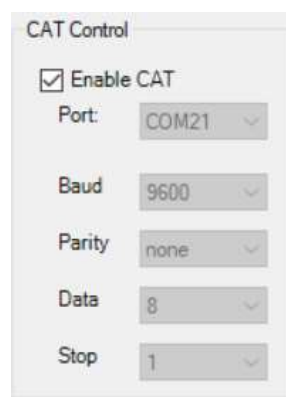 CAT Control
Enable CAT
Port: COM21
Baud 9600
Parity none
Data 8
Stop 1